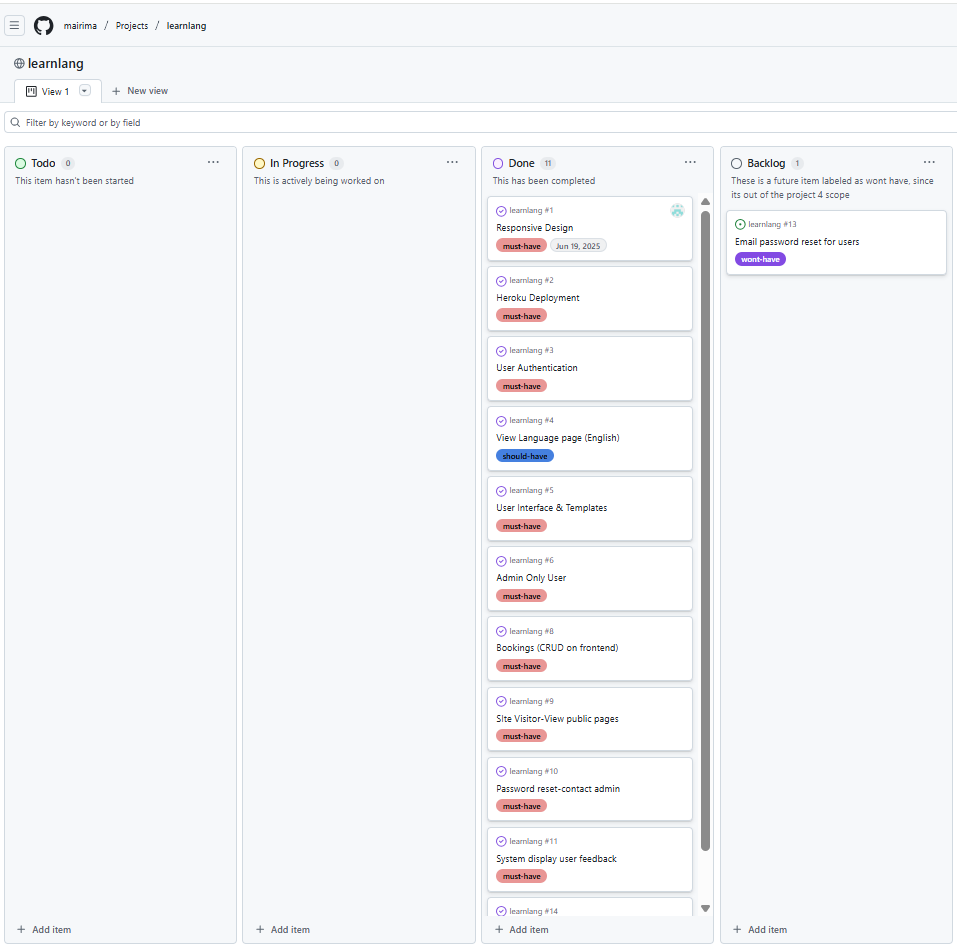 mairima / Projects / learnlang
learnlang
View 1
New view
Filter by keyword or by field
Todo 0
This item hasn't been started
Add item
In Progress 0
This is actively being worked on
Add item
Done 11
This has been completed
learnlang #1
Responsive Design
must-have Jun 19, 2025
learnlang #2
Heroku Deployment
must-have
learnlang #3
User Authentication
must-have
learnlang #4
View Language page (English)
should-have
learnlang #5
User Interface & Templates
must-have
learnlang #6
Admin Only User
must-have
learnlang #8
Bookings (CRUD on frontend)
must-have
learnlang #9
SIte Visitor-View public pages
must-have
learnlang #10
Password reset-contact admin
must-have
learnlang #11
System display user feedback
must-have
learnlang #14
Add item
Backlog 1
These is a future item labeled as wont have, since
its out of the project 4 scope
learnlang #13
Email password reset for users
wont-have
Add item